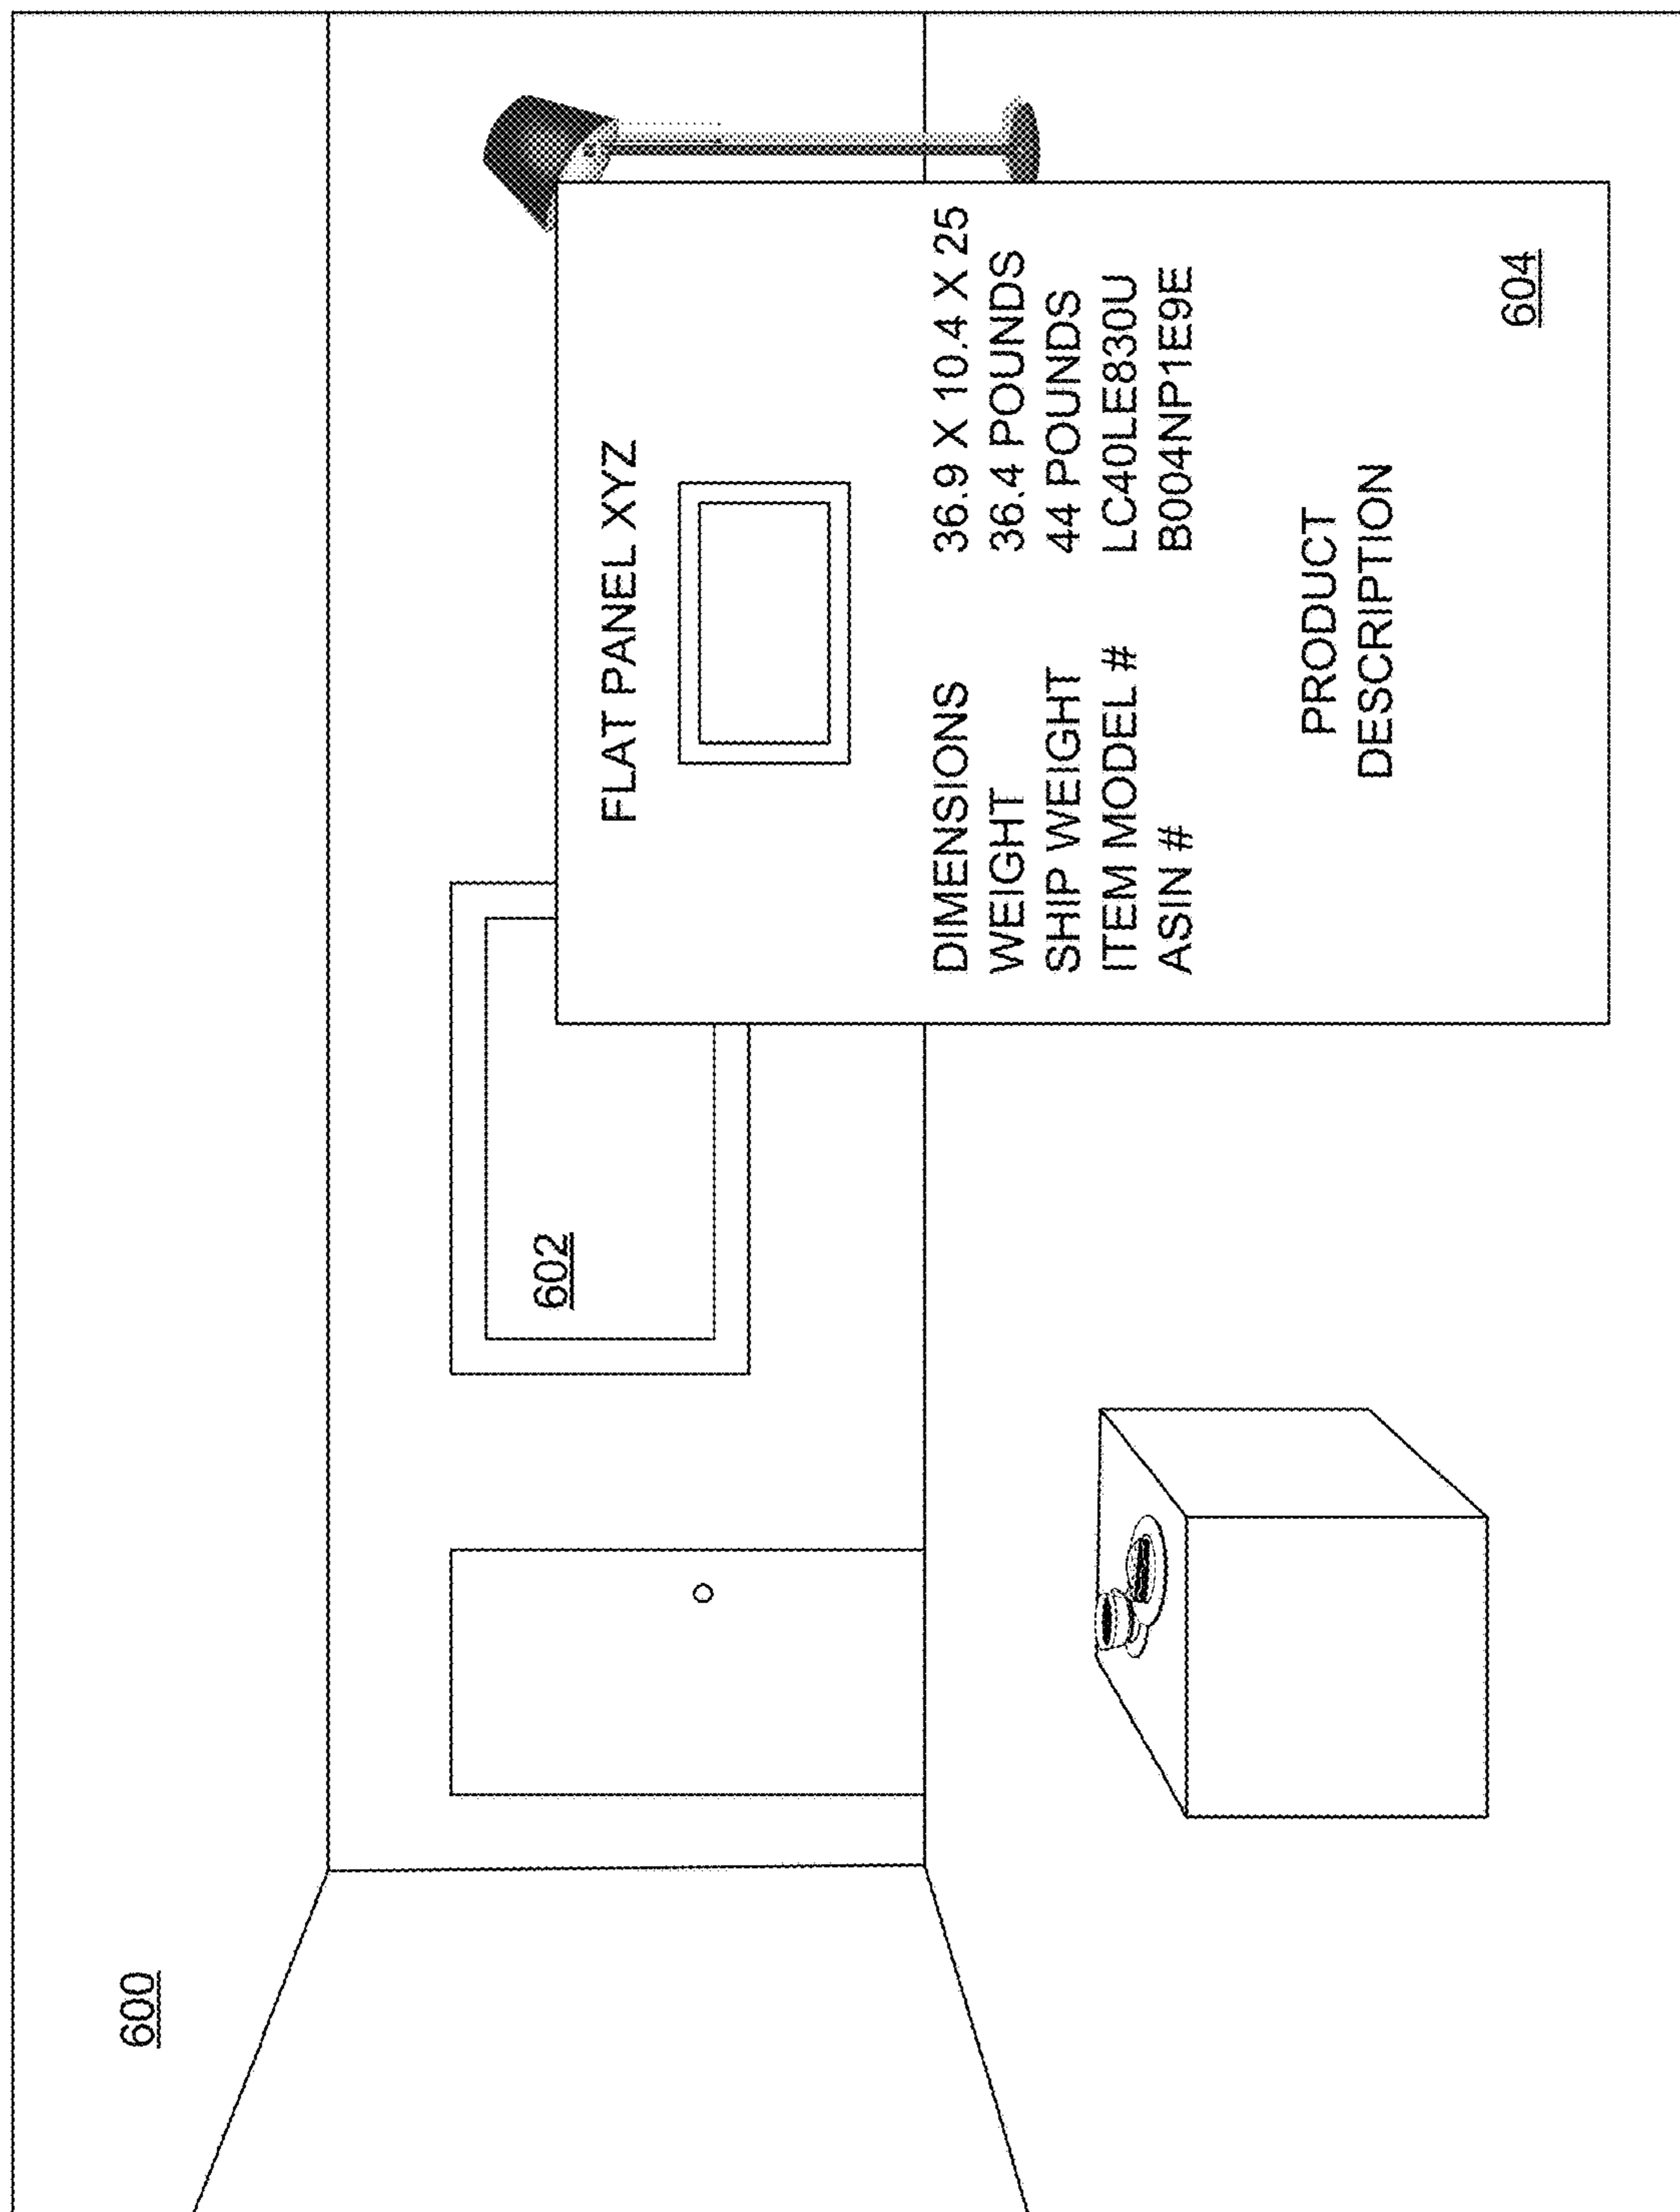 600
602
FLAT PANEL XYZ
DIMENSIONS 36.9 X 10.4 X 25
WEIGHT 36.4 POUNDS
SHIP WEIGHT 44 POUNDS
ITEM MODEL # LC40LE830U
ASIN # B004NP1E9E
PRODUCT
DESCRIPTION
604